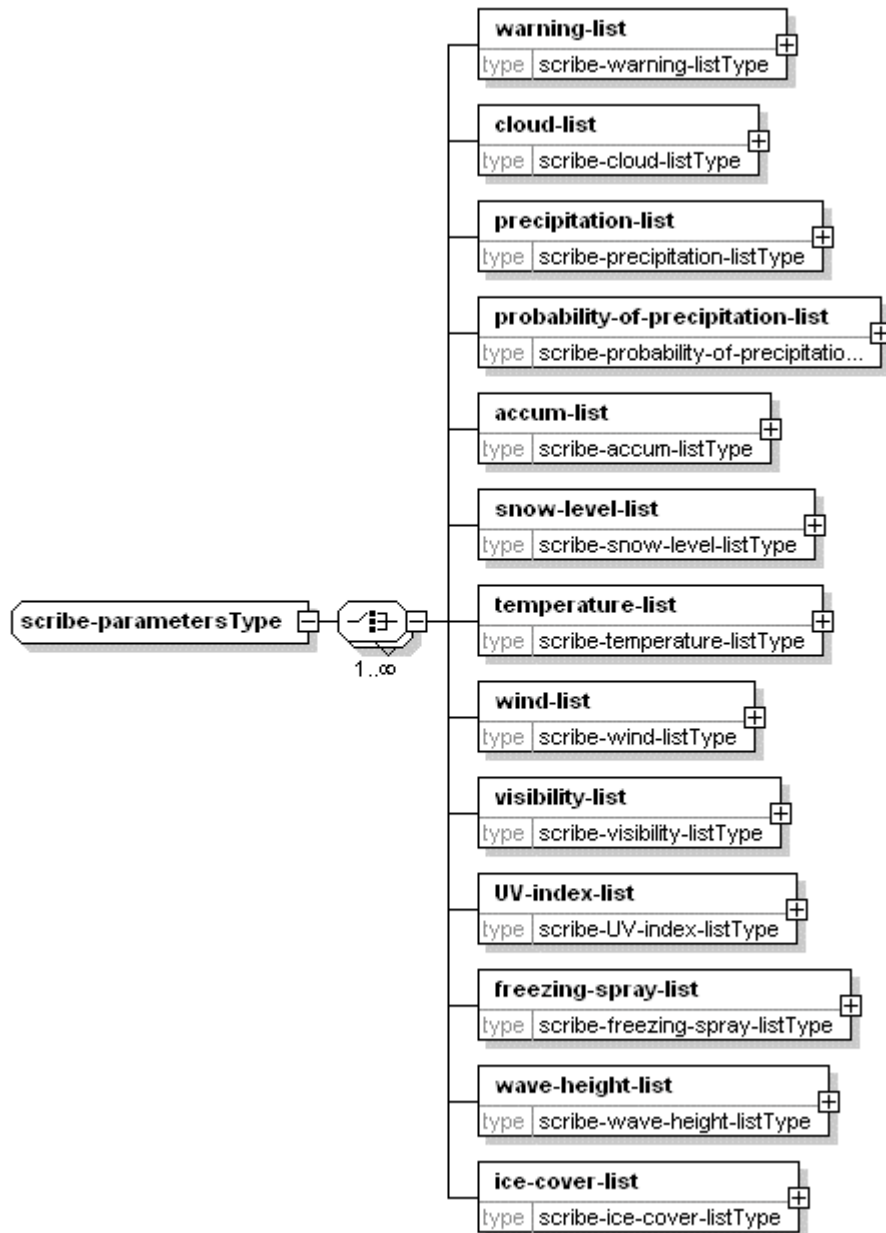 warning-list
type scribe-warning-listType
cloud-list
type scribe-cloud-listType
precipitation-list
type scribe-precipitation-listType
probability-of-precipitation-list
type scribe-probability-of-precipitatio...
accum-list
type scribe-accum-listType
snow-level-list
type scribe-snow-level-listType
scribe-parametersType
1..∞
temperature-list
type scribe-temperature-listType
wind-list
type scribe-wind-listType
visibility-list
type scribe-visibility-listType
UV-index-list
type scribe-UV-index-listType
freezing-spray-list
type scribe-freezing-spray-listType
wave-height-list
type scribe-wave-height-listType
ice-cover-list
type scribe-ice-cover-listType